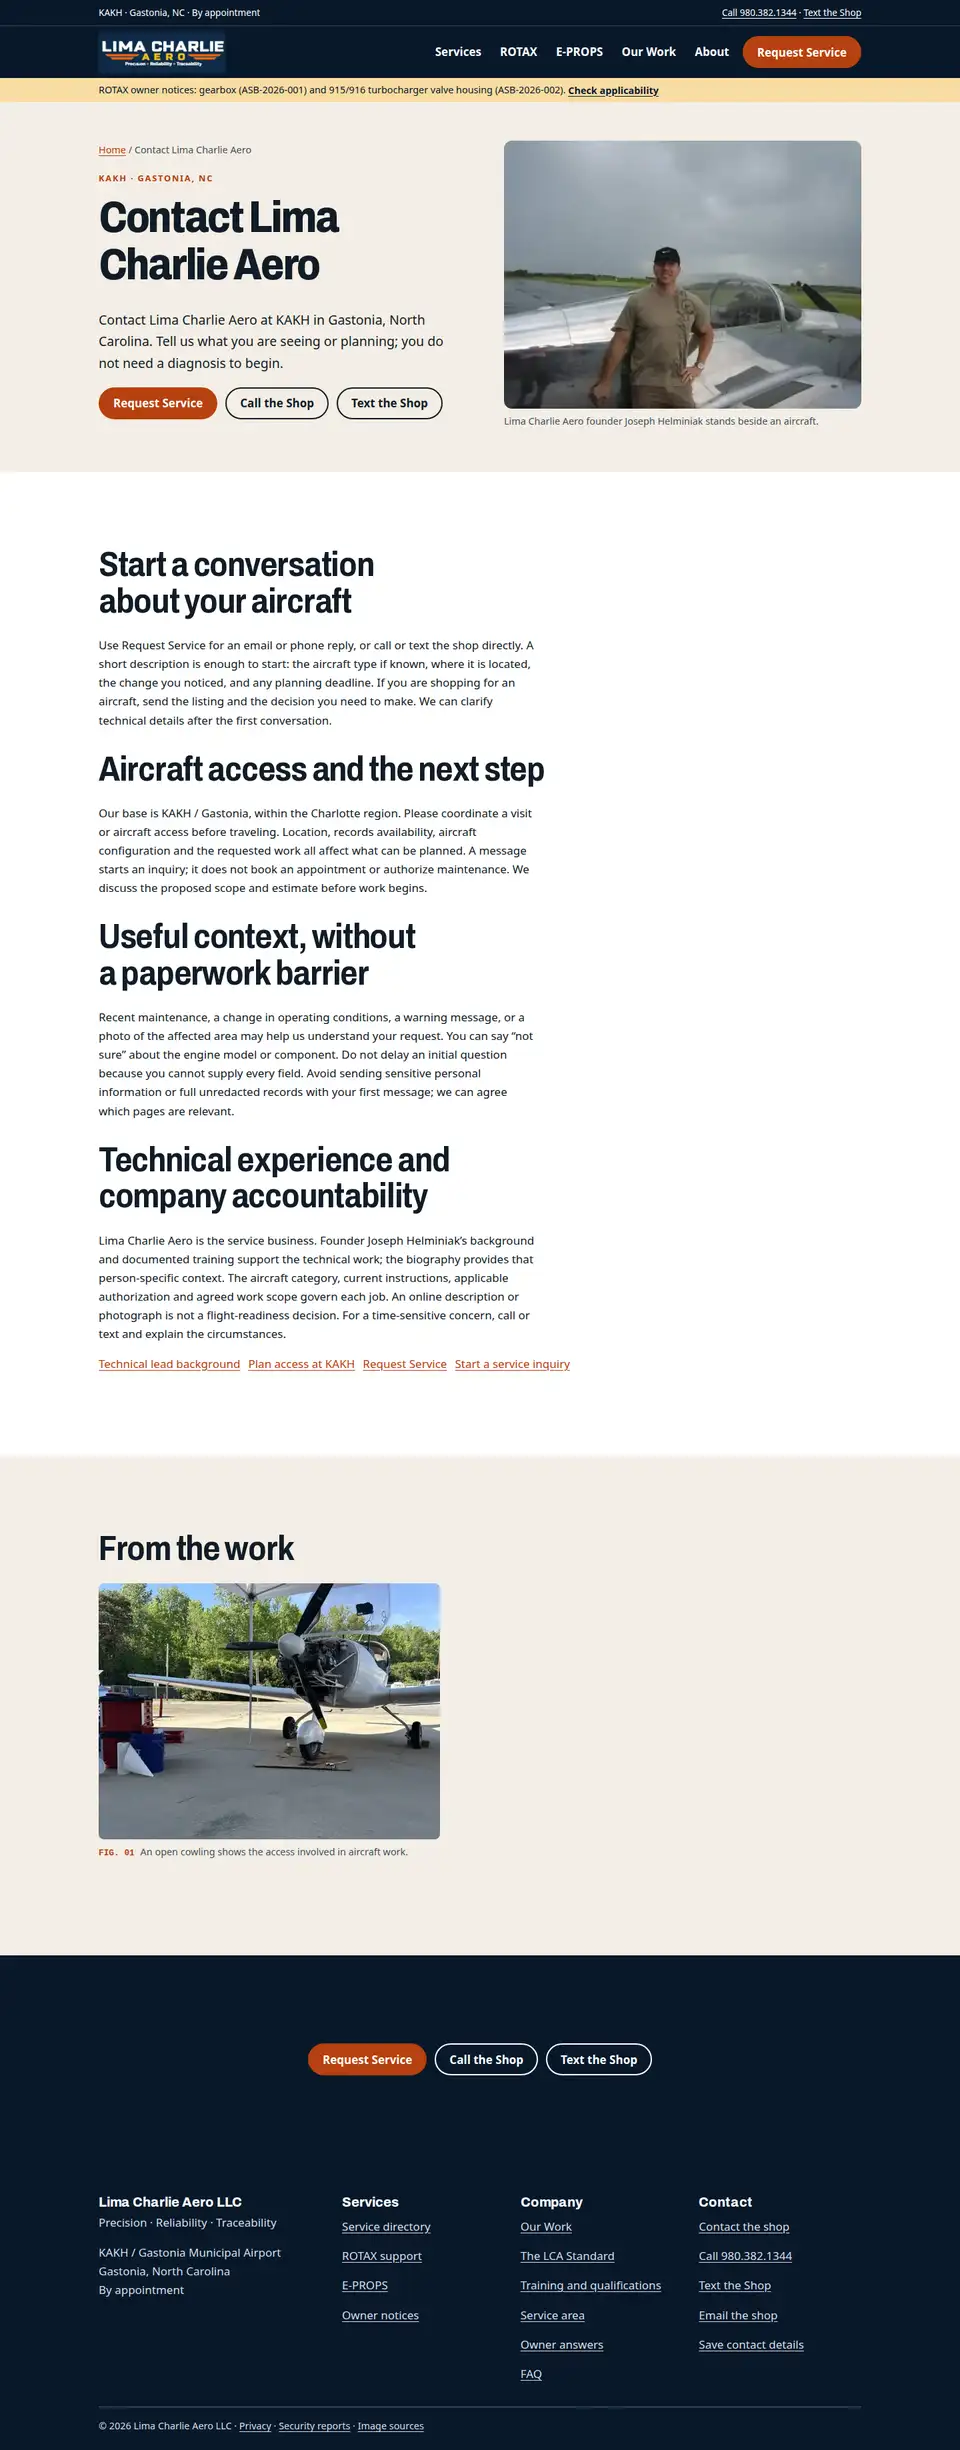 KAKH · Gastonia, NC · By appointment
Call 980.382.1344 · Text the Shop
LIMA CHARLIE
AERO
Precision · Reliability · Traceability
Services ROTAX E-PROPS Our Work About Request Service
ROTAX owner notices: gearbox (ASB-2026-001) and 915/916 turbocharger valve housing (ASB-2026-002). Check applicability
Home / Contact Lima Charlie Aero
KAKH · GASTONIA, NC
Contact Lima
Charlie Aero
Contact Lima Charlie Aero at KAKH in Gastonia, North
Carolina. Tell us what you are seeing or planning; you do
not need a diagnosis to begin.
Request Service Call the Shop Text the Shop
Lima Charlie Aero founder Joseph Helminiak stands beside an aircraft.
Start a conversation
about your aircraft
Use Request Service for an email or phone reply, or call or text the shop directly. A
short description is enough to start: the aircraft type if known, where it is located,
the change you noticed, and any planning deadline. If you are shopping for an
aircraft, send the listing and the decision you need to make. We can clarify
technical details after the first conversation.
Aircraft access and the next step
Our base is KAKH / Gastonia, within the Charlotte region. Please coordinate a visit
or aircraft access before traveling. Location, records availability, aircraft
configuration and the requested work all affect what can be planned. A message
starts an inquiry; it does not book an appointment or authorize maintenance. We
discuss the proposed scope and estimate before work begins.
Useful context, without
a paperwork barrier
Recent maintenance, a change in operating conditions, a warning message, or a
photo of the affected area may help us understand your request. You can say “not
sure” about the engine model or component. Do not delay an initial question
because you cannot supply every field. Avoid sending sensitive personal
information or full unredacted records with your first message; we can agree
which pages are relevant.
Technical experience and
company accountability
Lima Charlie Aero is the service business. Founder Joseph Helminiak’s background
and documented training support the technical work; the biography provides that
person-specific context. The aircraft category, current instructions, applicable
authorization and agreed work scope govern each job. An online description or
photograph is not a flight-readiness decision. For a time-sensitive concern, call or
text and explain the circumstances.
Technical lead background Plan access at KAKH Request Service Start a service inquiry
From the work
FIG. 01 An open cowling shows the access involved in aircraft work.
Request Service Call the Shop Text the Shop
Lima Charlie Aero LLC
Precision · Reliability · Traceability
KAKH / Gastonia Municipal Airport
Gastonia, North Carolina
By appointment
Services
Service directory
ROTAX support
E-PROPS
Owner notices
Company
Our Work
The LCA Standard
Training and qualifications
Service area
Owner answers
FAQ
Contact
Contact the shop
Call 980.382.1344
Text the Shop
Email the shop
Save contact details
© 2026 Lima Charlie Aero LLC · Privacy · Security reports · Image sources